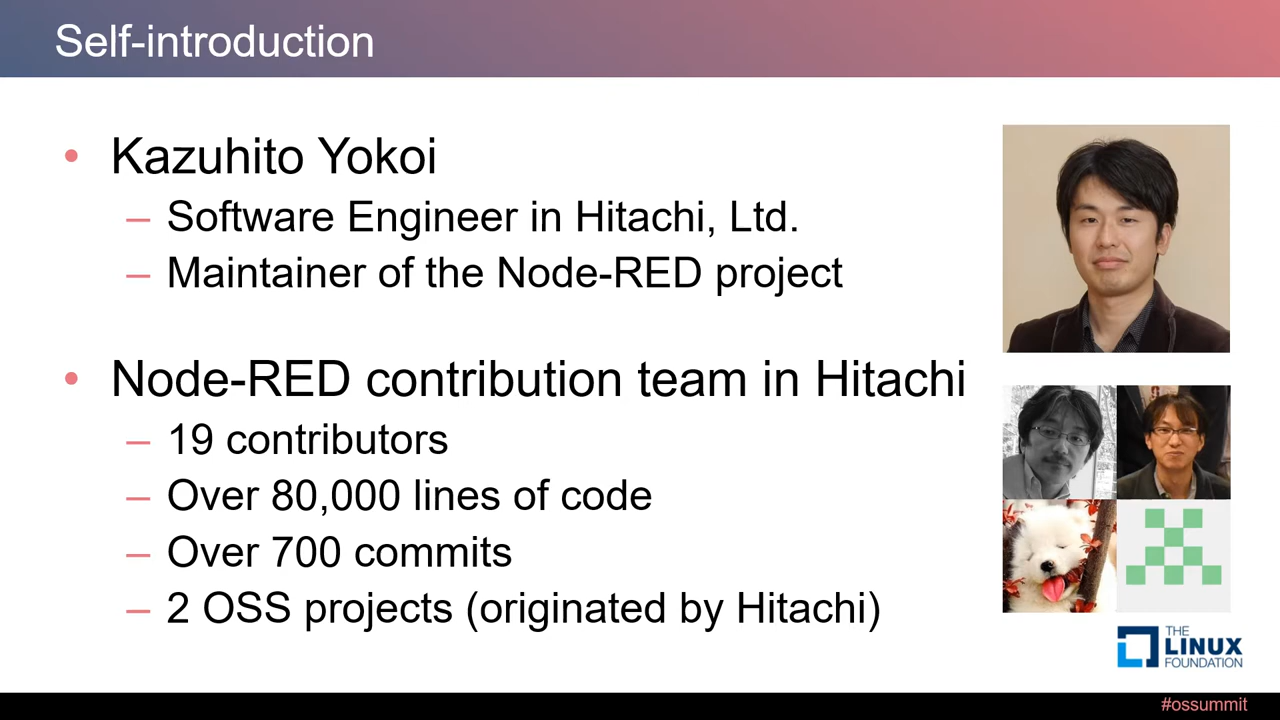 Self-introduction
• Kazuhito Yokoi
– Software Engineer in Hitachi, Ltd.
– Maintainer of the Node-RED project
• Node-RED contribution team in Hitachi
– 19 contributors
– Over 80,000 lines of code
– Over 700 commits
– 2 OSS projects (originated by Hitachi)
THE
LINUX
FOUNDATION
#ossummit